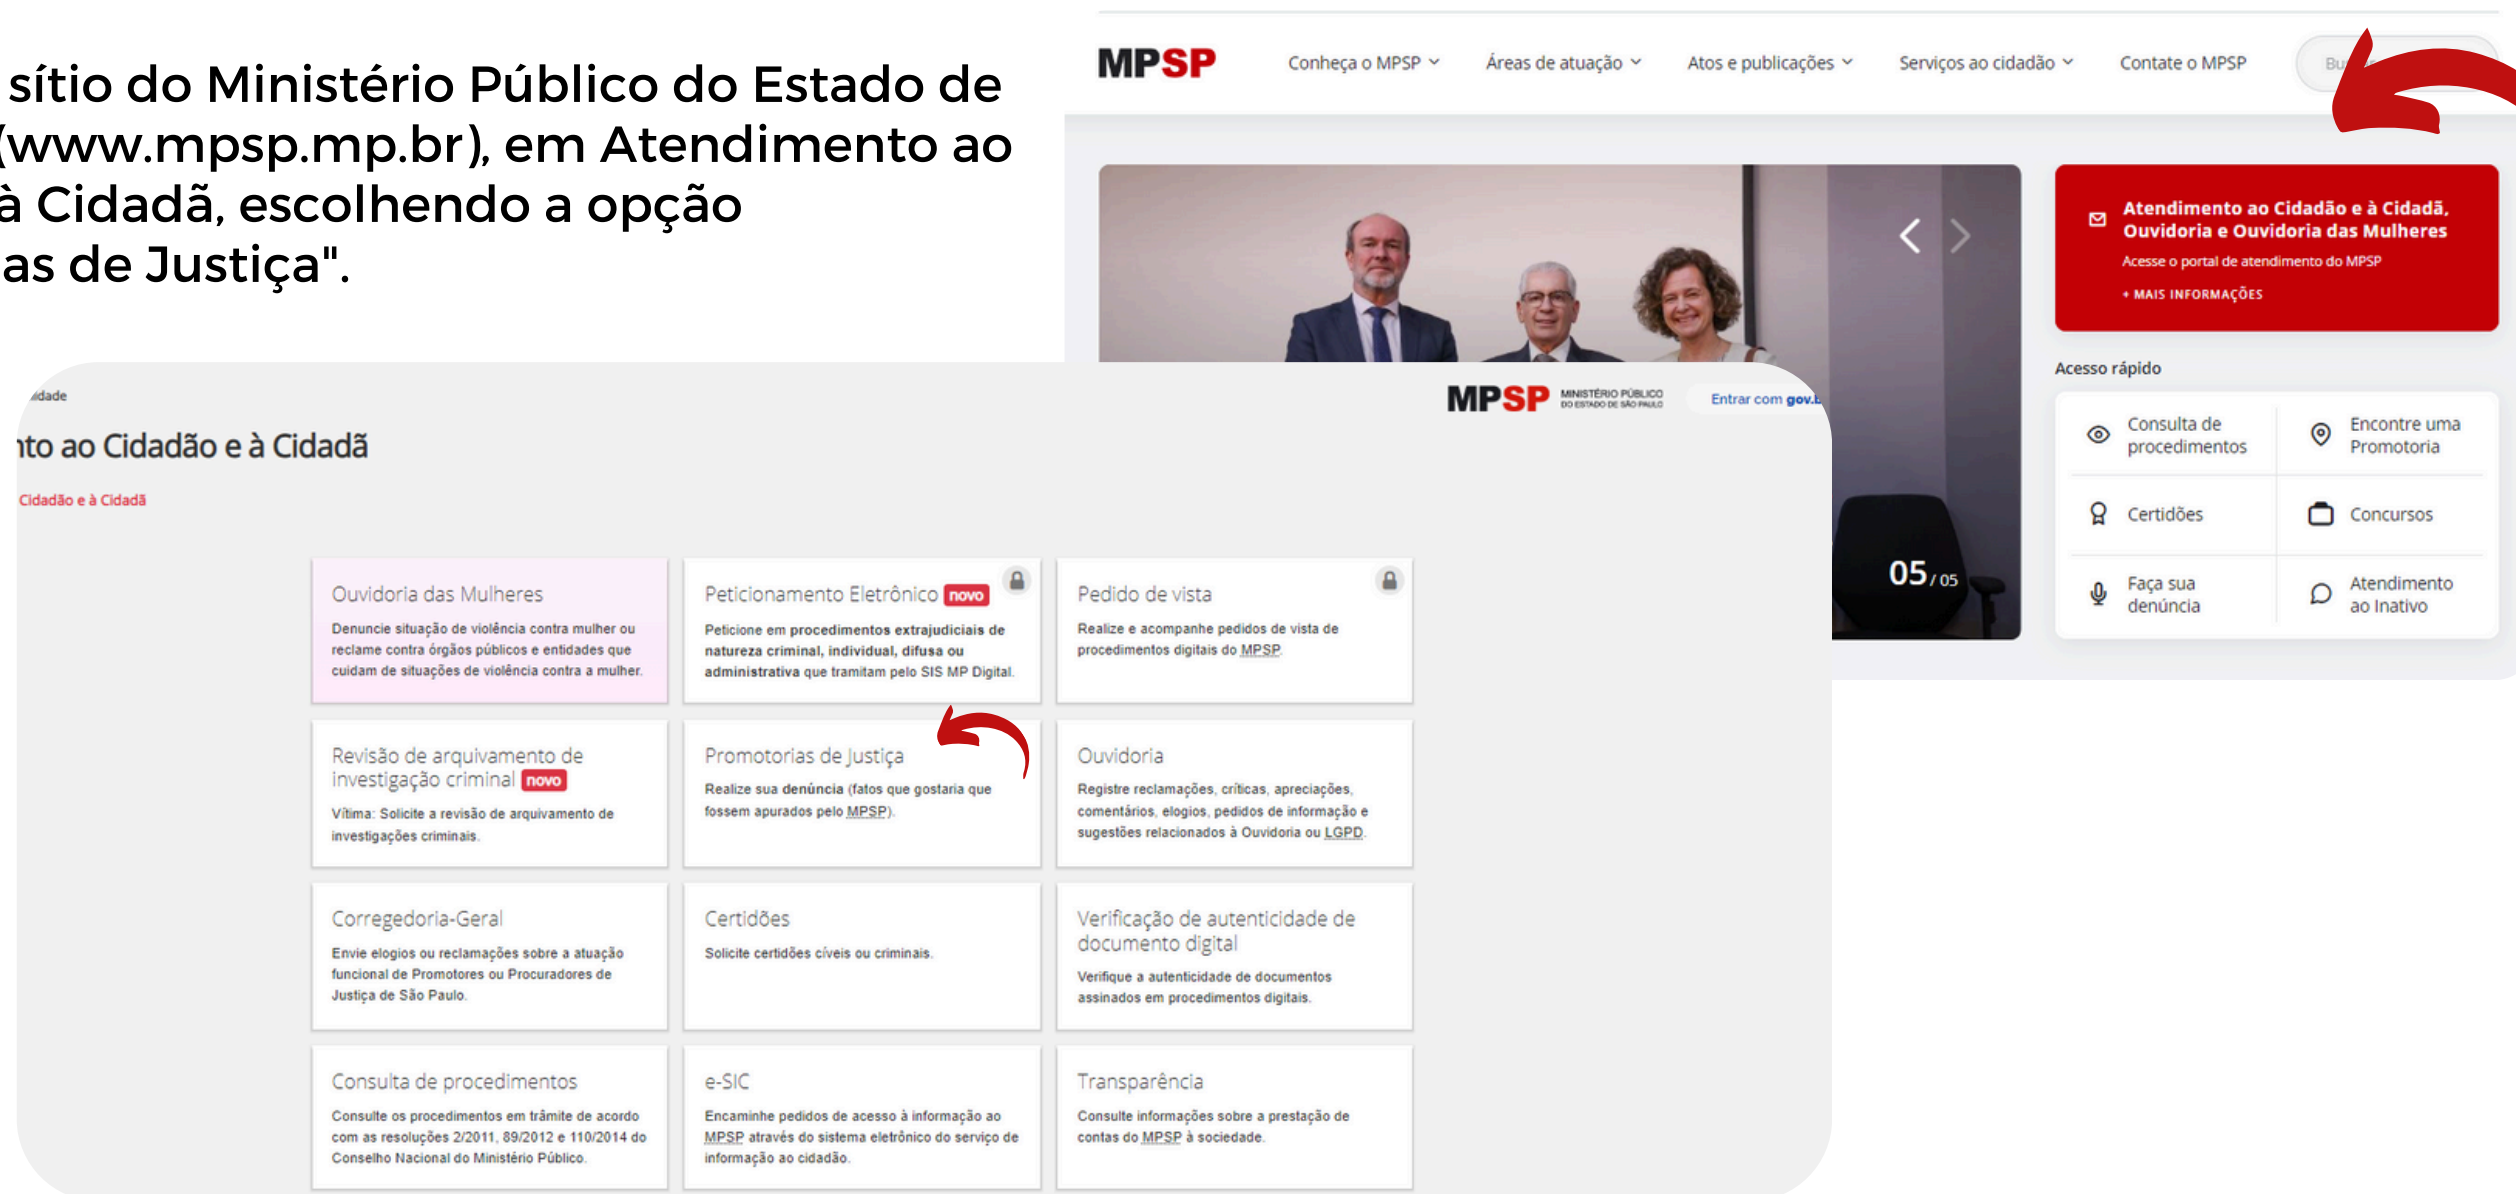 sítio do Ministério Público do Estado de
(www.mpsp.mp.br), em Atendimento ao
à Cidadã, escolhendo a opção
as de Justiça".
MPSP
Conheça o MPSP
Áreas de atuação
Atos e publicações
Serviços ao cidadão
Contate o MPSP
Atendimento ao Cidadão e à Cidadã,
Ouvidoria e Ouvidoria das Mulheres
Acesse o portal de atendimento do MPSP
+ MAIS INFORMAÇÕES
05 / 05
Acesso rápido
Consulta de
procedimentos
Encontre uma
Promotoria
Certidões
Concursos
Faça sua
denúncia
Atendimento
ao Inativo
idade
MPSP
MINISTÉRIO PÚBLICO
DO ESTADO DE SÃO PAULO
Entrar com gov.b
to ao Cidadão e à Cidadã
Cidadão e à Cidadã
Ouvidoria das Mulheres
Denuncie situação de violência contra mulher ou
reclame contra órgãos públicos e entidades que
cuidam de situações de violência contra a mulher.
Peticionamento Eletrônico novo
Peticione em procedimentos extrajudiciais de
natureza criminal, individual, difusa ou
administrativa que tramitam pelo SIS MP Digital.
Pedido de vista
Realize e acompanhe pedidos de vista de
procedimentos digitais do MPSP.
Revisão de arquivamento de
investigação criminal novo
Vítima: Solicite a revisão de arquivamento de
investigações criminais.
Promotorias de Justiça
Realize sua denúncia (fatos que gostaria que
fossem apurados pelo MPSP).
Ouvidoria
Registre reclamações, críticas, apreciações,
comentários, elogios, pedidos de informação e
sugestões relacionados à Ouvidoria ou LGPD.
Corregedoria-Geral
Envie elogios ou reclamações sobre a atuação
funcional de Promotores ou Procuradores de
Justiça de São Paulo.
Certidões
Solicite certidões cíveis ou criminais.
Verificação de autenticidade de
documento digital
Verifique a autenticidade de documentos
assinados em procedimentos digitais.
Consulta de procedimentos
Consulte os procedimentos em trâmite de acordo
com as resoluções 2/2011, 89/2012 e 110/2014 do
Conselho Nacional do Ministério Público.
e-SIC
Encaminhe pedidos de acesso à informação ao
MPSP através do sistema eletrônico do serviço de
informação ao cidadão.
Transparência
Consulte informações sobre a prestação de
contas do MPSP à sociedade.